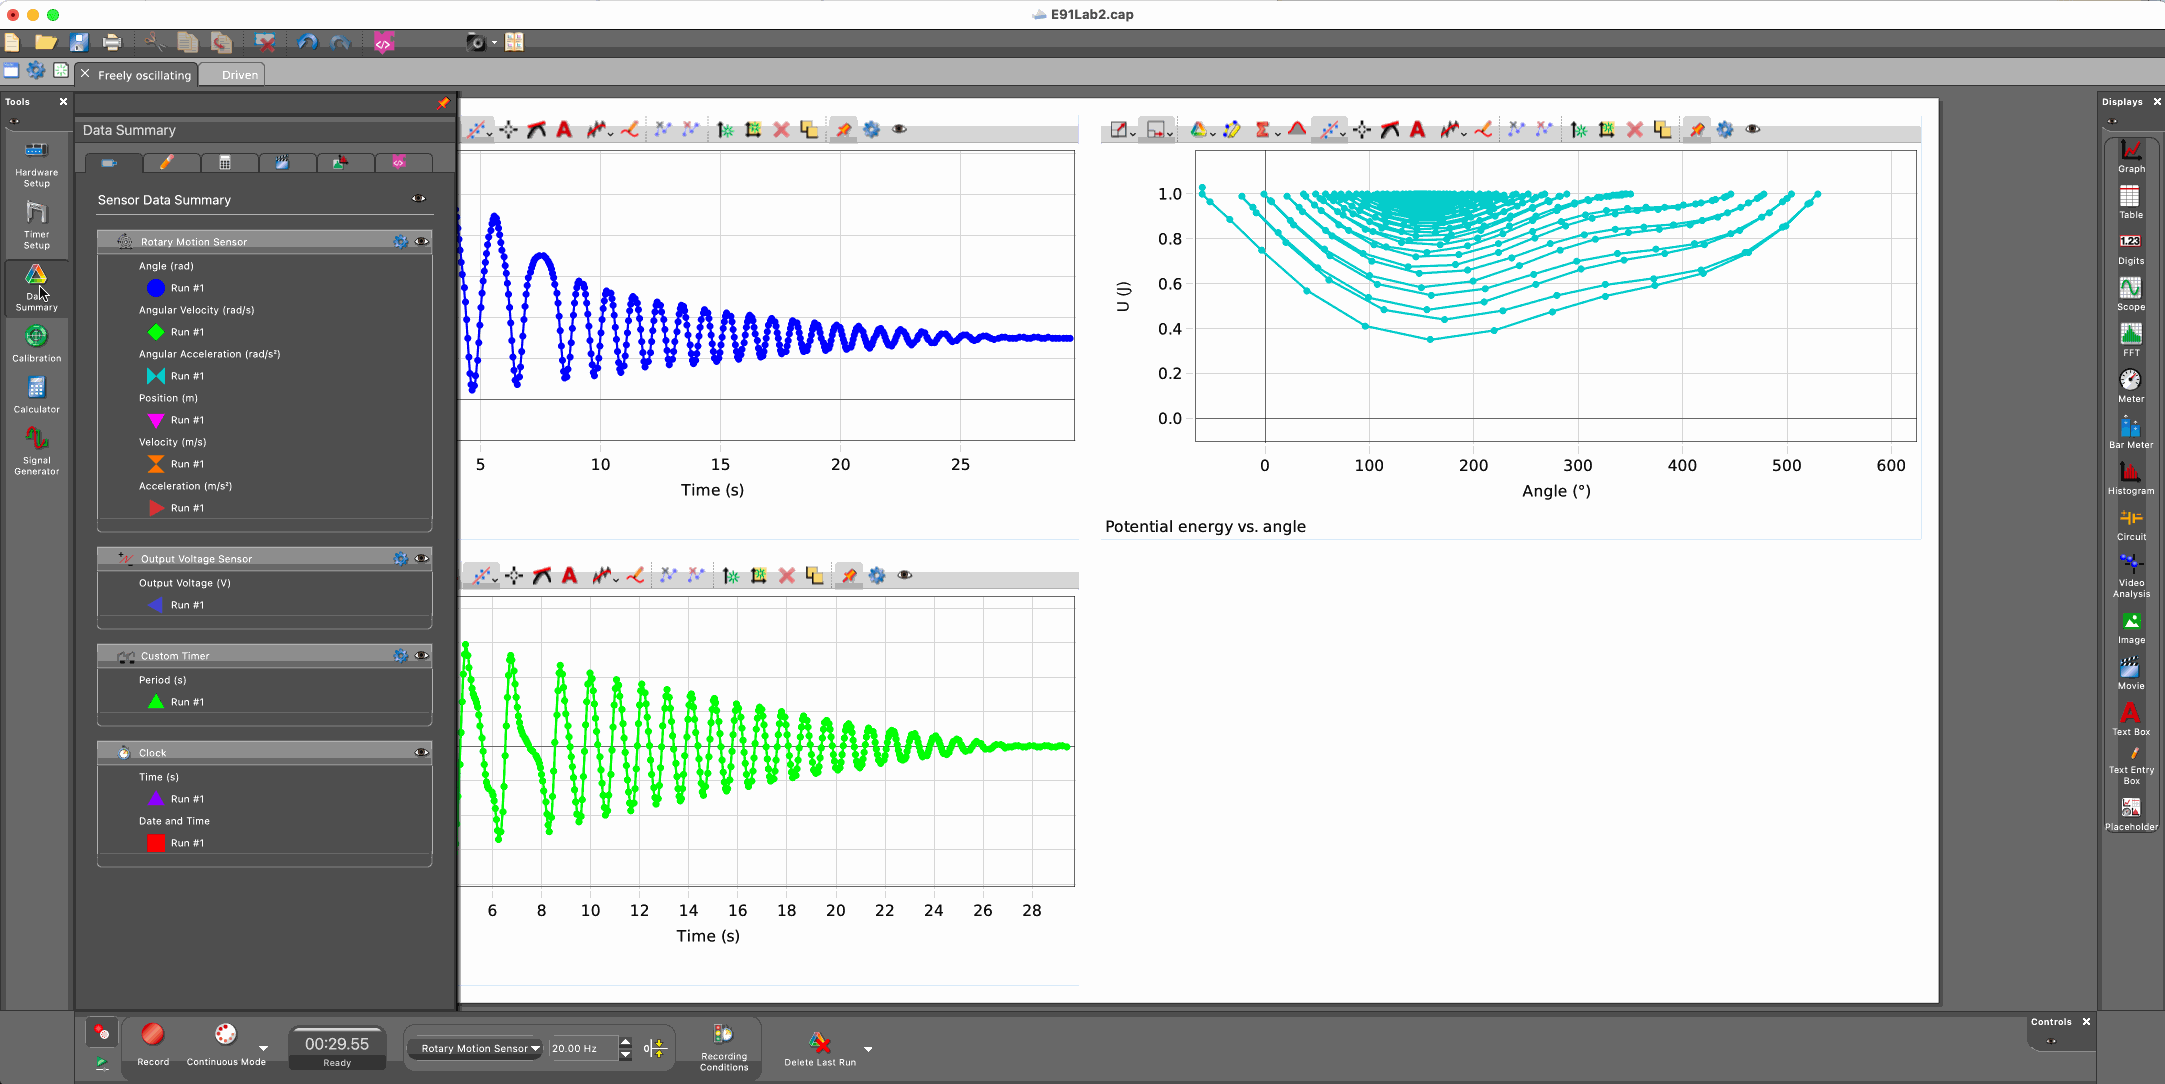 E91Lab2.cap
Freely oscillating
Driven
Tools
Hardware
Setup
Timer
Setup
Data
Summary
Calibration
Calculator
Signal
Generator
Data Summary
Sensor Data Summary
Rotary Motion Sensor
Angle (rad)
Run #1
Angular Velocity (rad/s)
Run #1
Angular Acceleration (rad/s²)
Run #1
Position (m)
Run #1
Velocity (m/s)
Run #1
Acceleration (m/s²)
Run #1
Output Voltage Sensor
Output Voltage (V)
Run #1
Custom Timer
Period (s)
Run #1
Clock
Time (s)
Run #1
Date and Time
Run #1
5 10 15 20 25
Time (s)
6 8 10 12 14 16 18 20 22 24 26 28
Time (s)
1.0
0.8
0.6
0.4
0.2
0.0
U (J)
0 100 200 300 400 500 600
Angle (°)
Potential energy vs. angle
Displays
Graph
Table
1.23
Digits
Scope
FFT
Meter
Bar Meter
Histogram
Circuit
Video
Analysis
Image
Movie
Text Box
Text Entry
Box
Placeholder
Record
Continuous Mode
00:29.55
Ready
Rotary Motion Sensor
20.00 Hz
Recording
Conditions
Delete Last Run
Controls